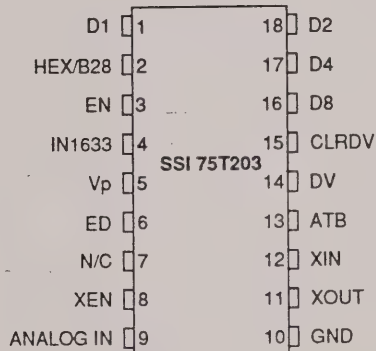 D1 1 18 D2
HEX/B28 2 17 D4
EN 3 16 D8
IN1633 4 15 CLRDV
SSI 75T203
Vp 5 14 DV
ED 6 13 ATB
N/C 7 12 XIN
XEN 8 11 XOUT
ANALOG IN 9 10 GND